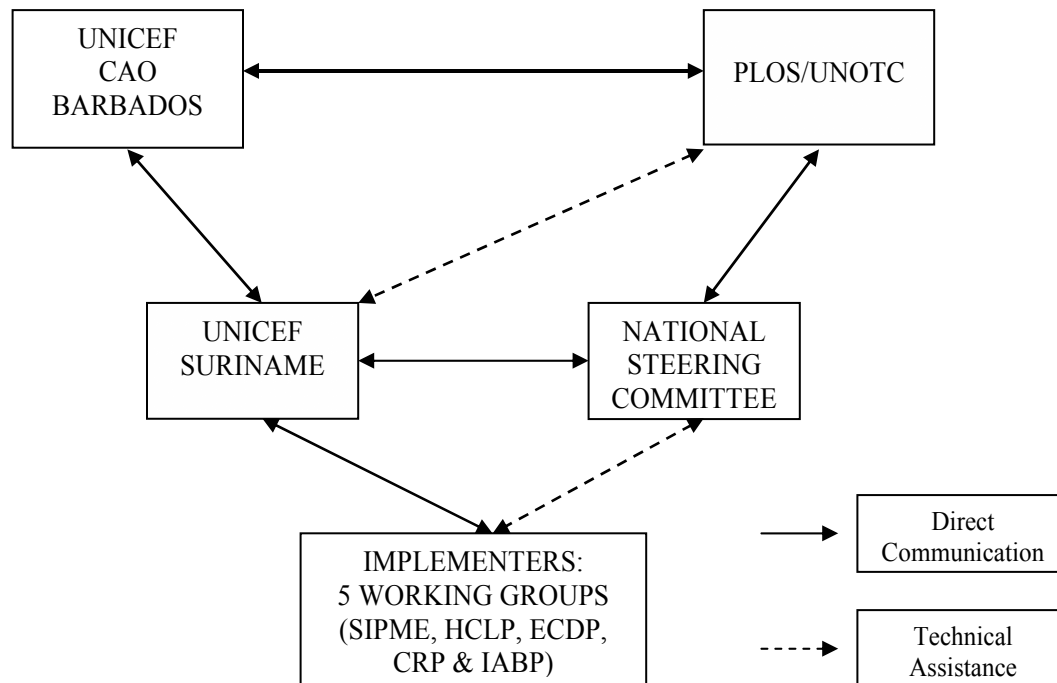 UNICEF
CAO
BARBADOS
PLOS/UNOTC
UNICEF
SURINAME
NATIONAL
STEERING
COMMITTEE
IMPLEMENTERS:
5 WORKING GROUPS
(SIPME, HCLP, ECDP,
CRP & IABP)
Direct
Communication
Technical
Assistance